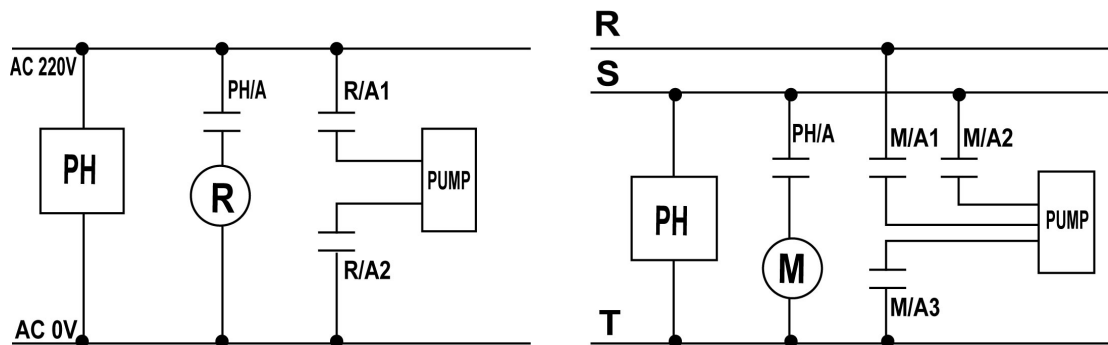 AC 220V
PH/A
R/A1
PH
R
PUMP
R/A2
AC 0V
R
S
PH/A
M/A1
M/A2
PH
M
PUMP
M/A3
T